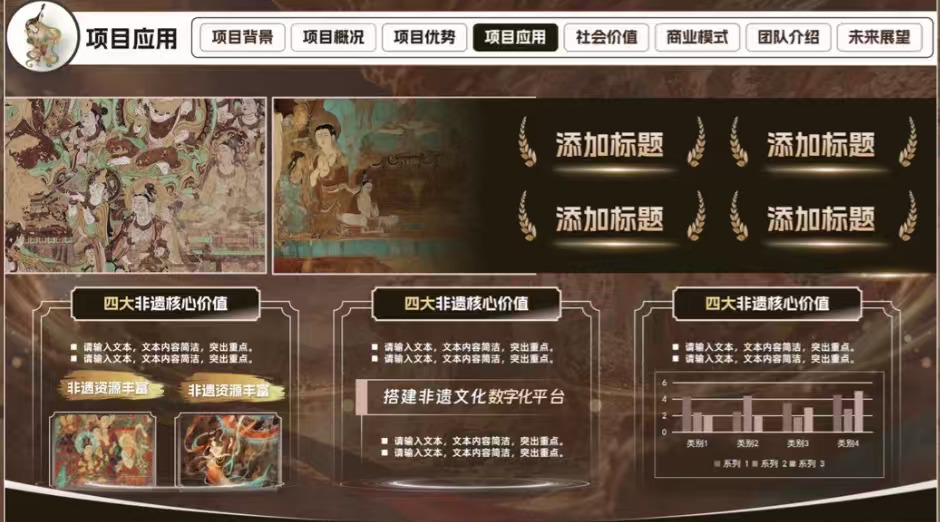 项目应用
项目背景 项目概况 项目优势 项目应用 社会价值 商业模式 团队介绍 未来展望
添加标题 添加标题
添加标题 添加标题
四大非遗核心价值
请输入文本，文本内容简洁，突出重点。
请输入文本，文本内容简洁，突出重点。
非遗资源丰富 非遗资源丰富
四大非遗核心价值
请输入文本，文本内容简洁，突出重点。
请输入文本，文本内容简洁，突出重点。
搭建非遗文化数字化平台
请输入文本，文本内容简洁，突出重点。
请输入文本，文本内容简洁，突出重点。
四大非遗核心价值
请输入文本，文本内容简洁，突出重点。
请输入文本，文本内容简洁，突出重点。
6
4
2
0
类别1 类别2 类别3 类别4
系列 1 系列 2 系列 3